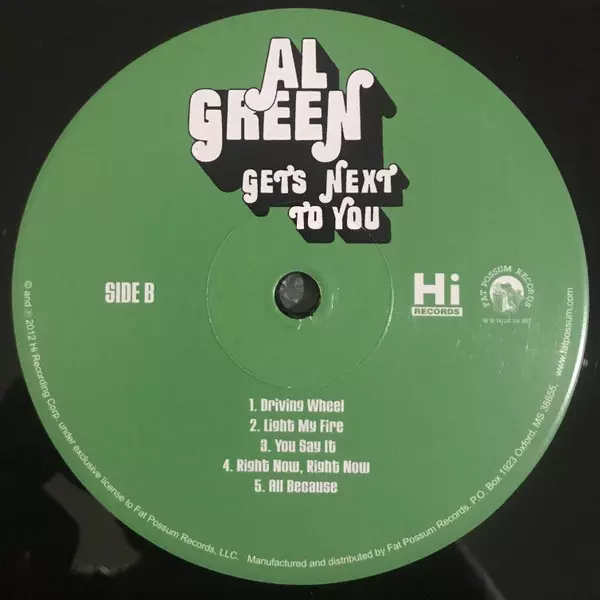 AL
GREEN
GETS NEXT
TO YOU
SIDE B
Hi
RECORDS
FAT POSSUM RECORDS
1. Driving Wheel
2. Light My Fire
3. You Say It
4. Right Now, Right Now
5. All Because
© and ℗ 2012 Hi Recording Corp. under exclusive license to Fat Possum Records, LLC. Manufactured and distributed by Fat Possum Records. P.O. Box 1923 Oxford, MS 38655. www.fatpossum.com